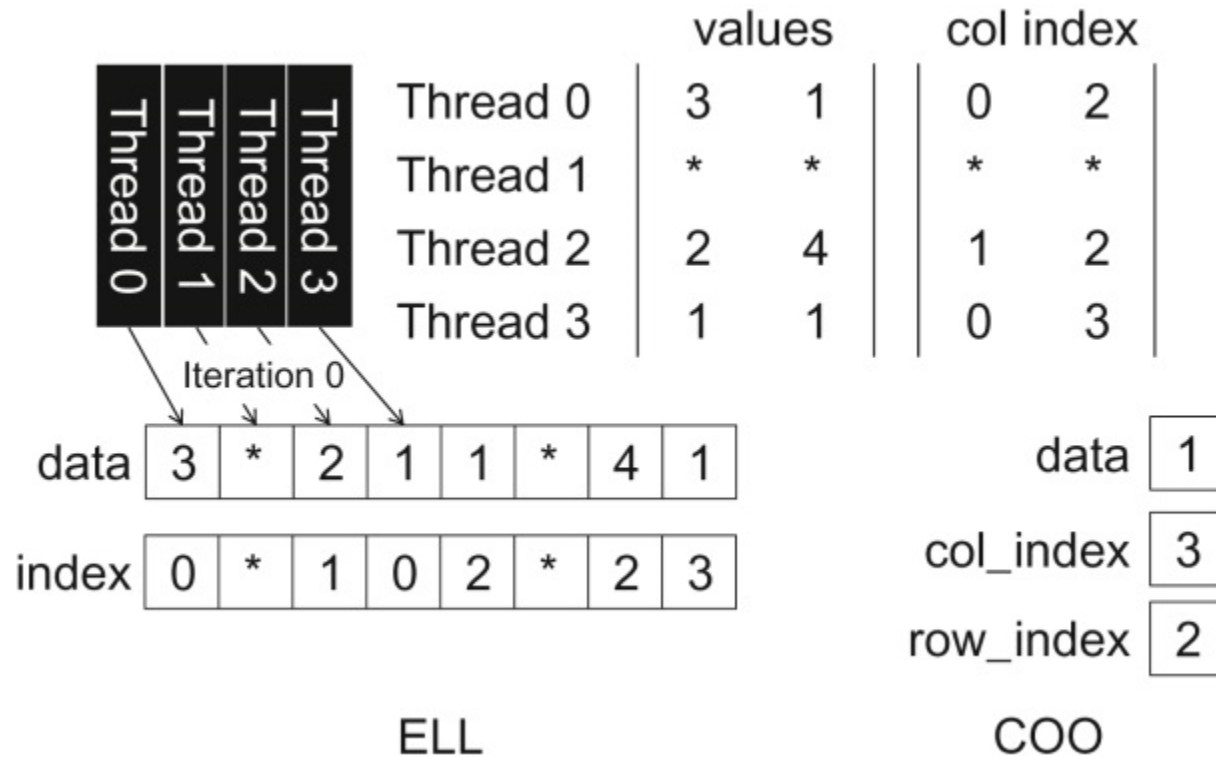 values col index
Thread 0
Thread 1
Thread 2
Thread 3
Thread 0 3 1 0 2
Thread 1 * * * *
Thread 2 2 4 1 2
Thread 3 1 1 0 3
Iteration 0
data 3 * 2 1 1 * 4 1
index 0 * 1 0 2 * 2 3
data 1
col_index 3
row_index 2
ELL
COO